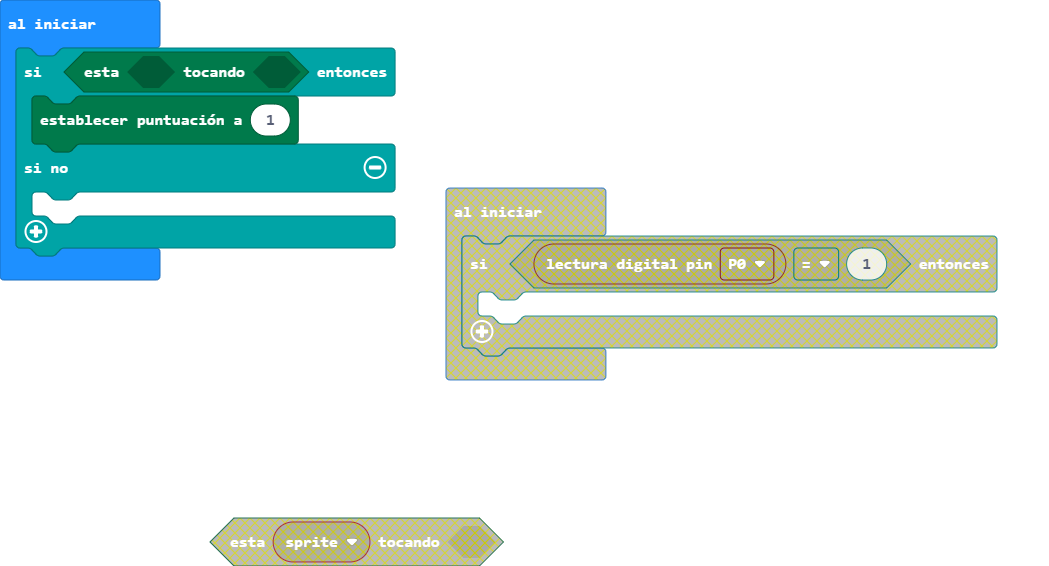 al iniciar
si esta tocando entonces
establecer puntuación a 1
si no
al iniciar
si lectura digital pin P0 = 1 entonces
esta sprite tocando